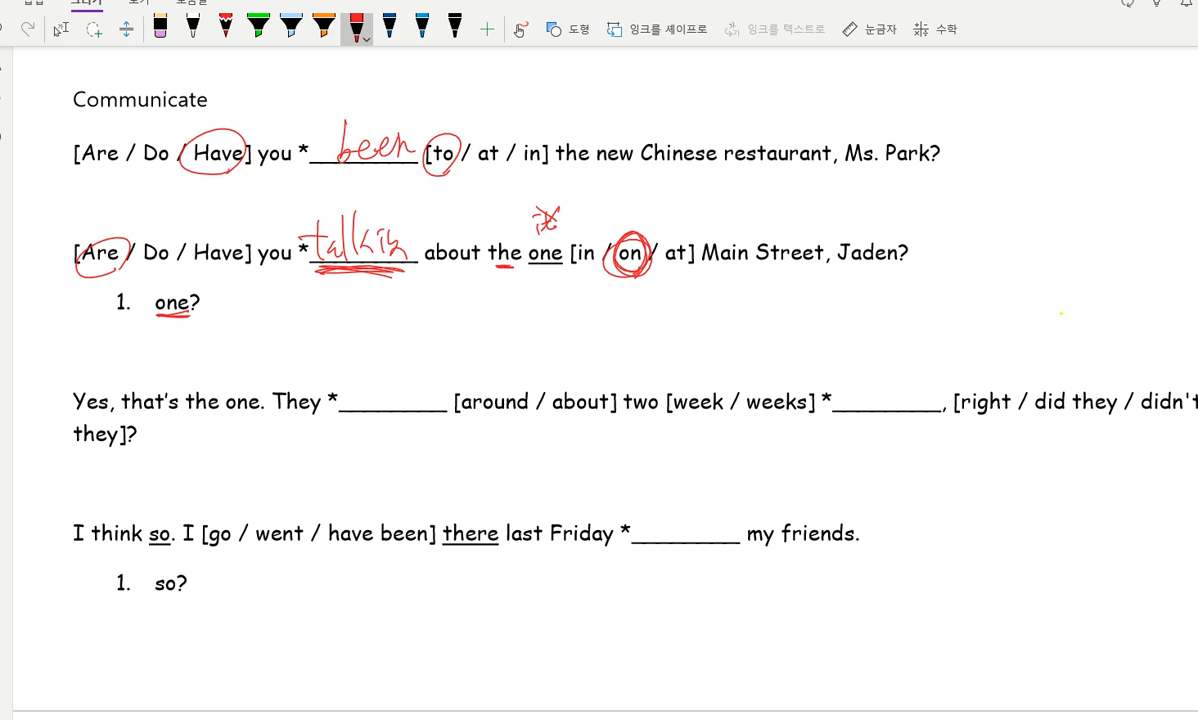 도형 잉크를 셰이프로 잉크를 텍스트로 눈금자 수학
Communicate
[Are / Do / Have] you *been [to / at / in] the new Chinese restaurant, Ms. Park?
[Are / Do / Have] you *talkin about the one [in / on / at] Main Street, Jaden?
1. one?
Yes, that's the one. They *________ [around / about] two [week / weeks] *________, [right / did they / didn't
they]?
I think so. I [go / went / have been] there last Friday *________ my friends.
1. so?